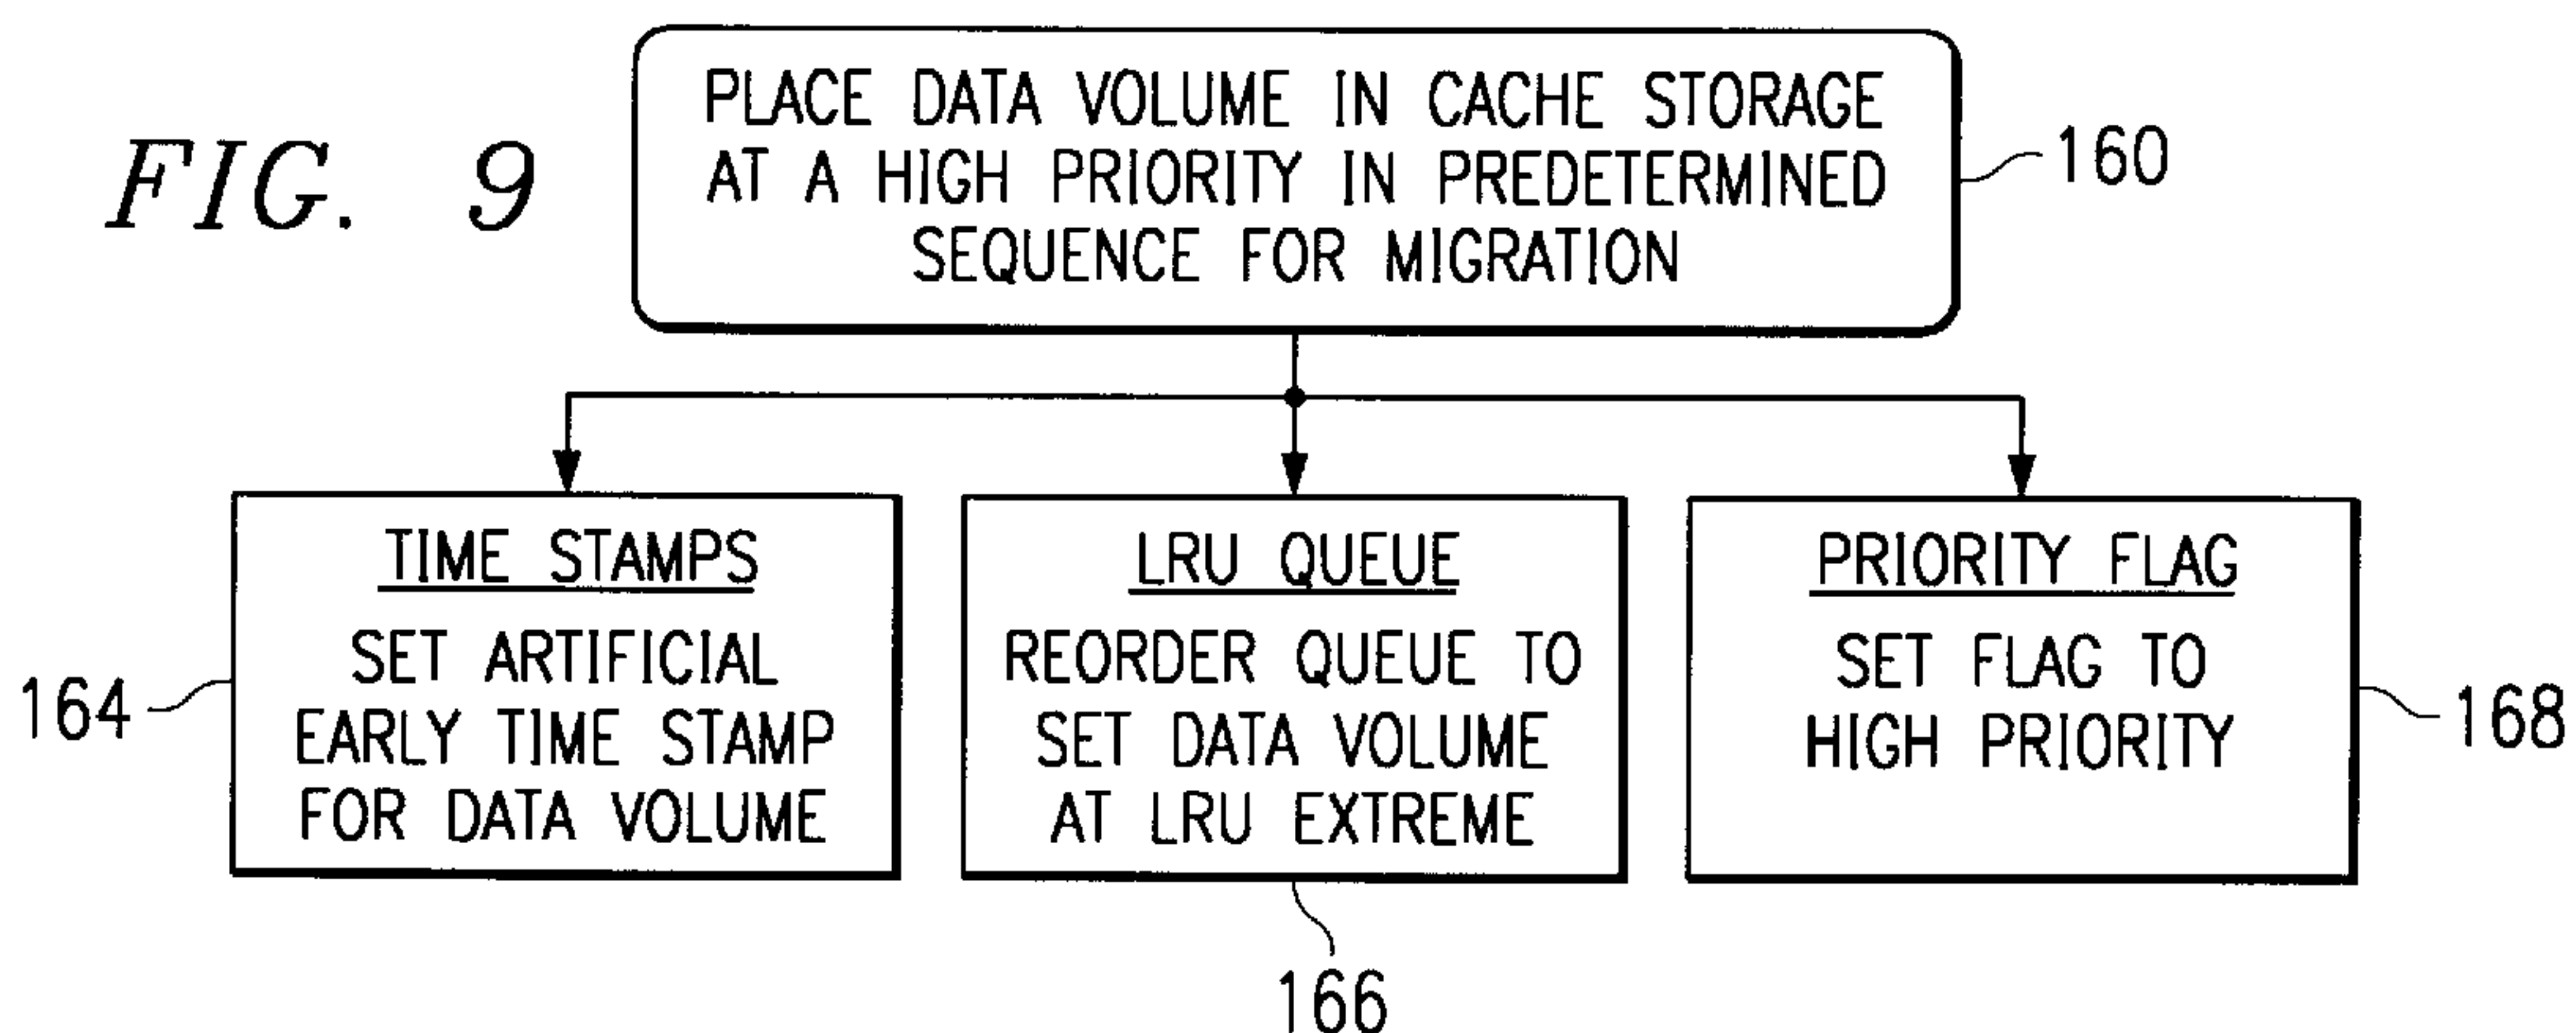 FIG. 9
PLACE DATA VOLUME IN CACHE STORAGE
AT A HIGH PRIORITY IN PREDETERMINED
SEQUENCE FOR MIGRATION
160
TIME STAMPS
SET ARTIFICIAL
EARLY TIME STAMP
FOR DATA VOLUME
164
LRU QUEUE
REORDER QUEUE TO
SET DATA VOLUME
AT LRU EXTREME
166
PRIORITY FLAG
SET FLAG TO
HIGH PRIORITY
168